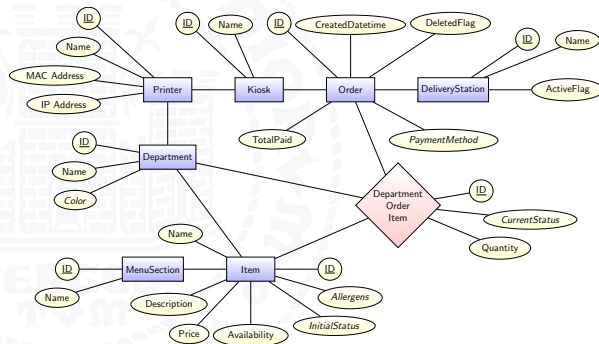 ID
Name
ID
CreatedDatetime
DeletedFlag
ID
Name
Name
MAC Address
IP Address
ID
Printer
Kiosk
Order
DeliveryStation
ActiveFlag
TotalPaid
PaymentMethod
ID
Department
Name
Color
Department
Order
Item
ID
CurrentStatus
Quantity
Name
ID
MenuSection
Item
ID
Name
Description
Allergens
Price
Availability
InitialStatus